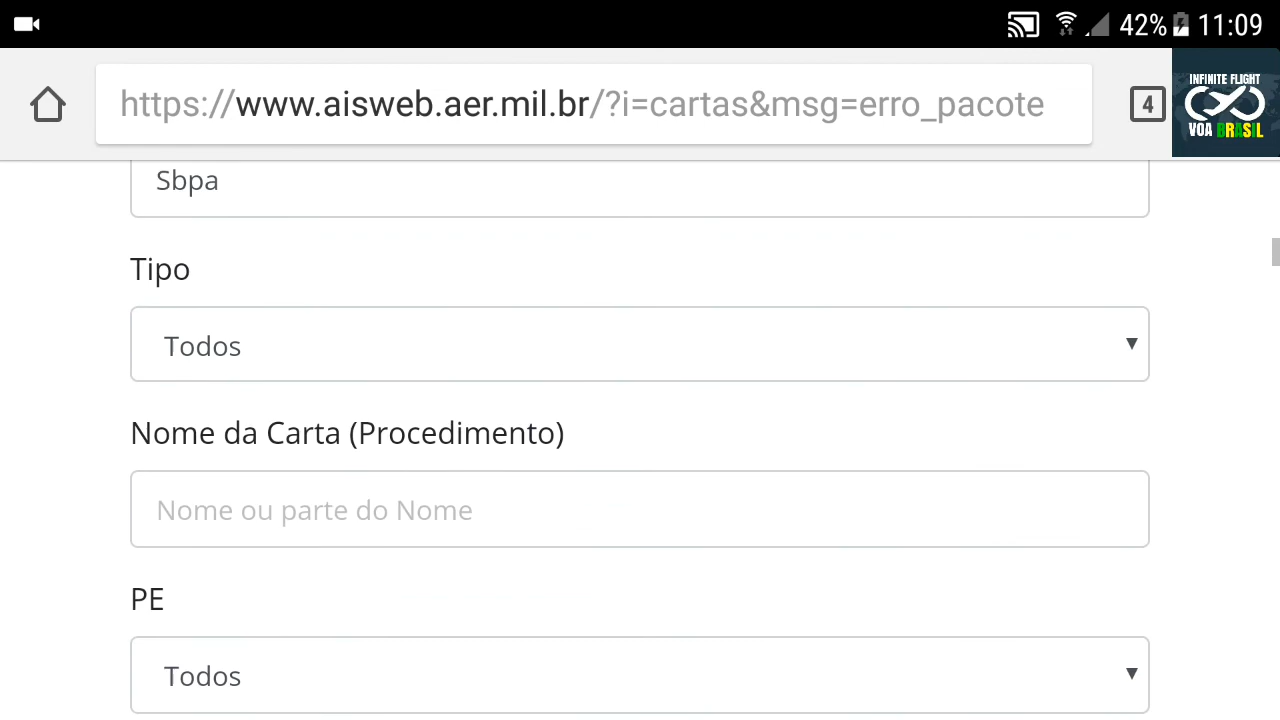 42% 11:09
https://www.aisweb.aer.mil.br/?i=cartas&msg=erro_pacote
4
INFINITE FLIGHT
VOA BRASIL
Sbpa
Tipo
Todos
Nome da Carta (Procedimento)
Nome ou parte do Nome
PE
Todos